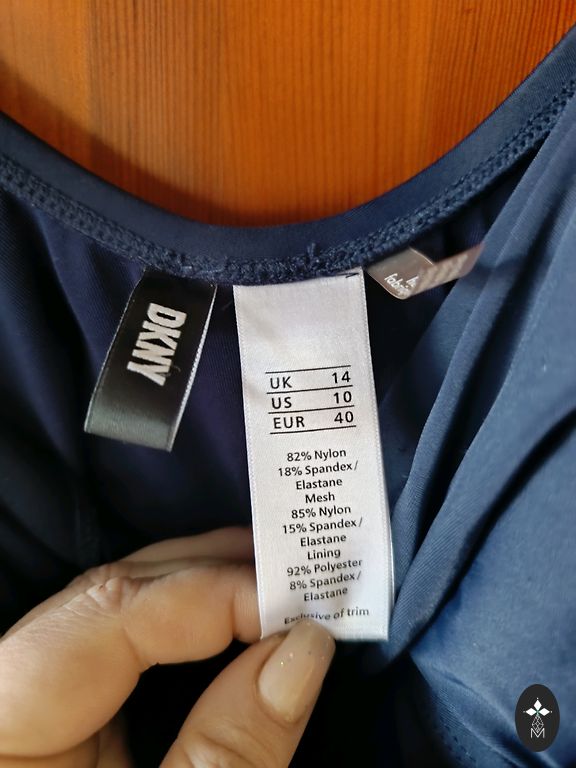 DKNY
UK 14
US 10
EUR 40
82% Nylon
18% Spandex/
Elastane
Mesh
85% Nylon
15% Spandex/
Elastane
Lining
92% Polyester
8% Spandex/
Elastane
Exclusive of trim
M